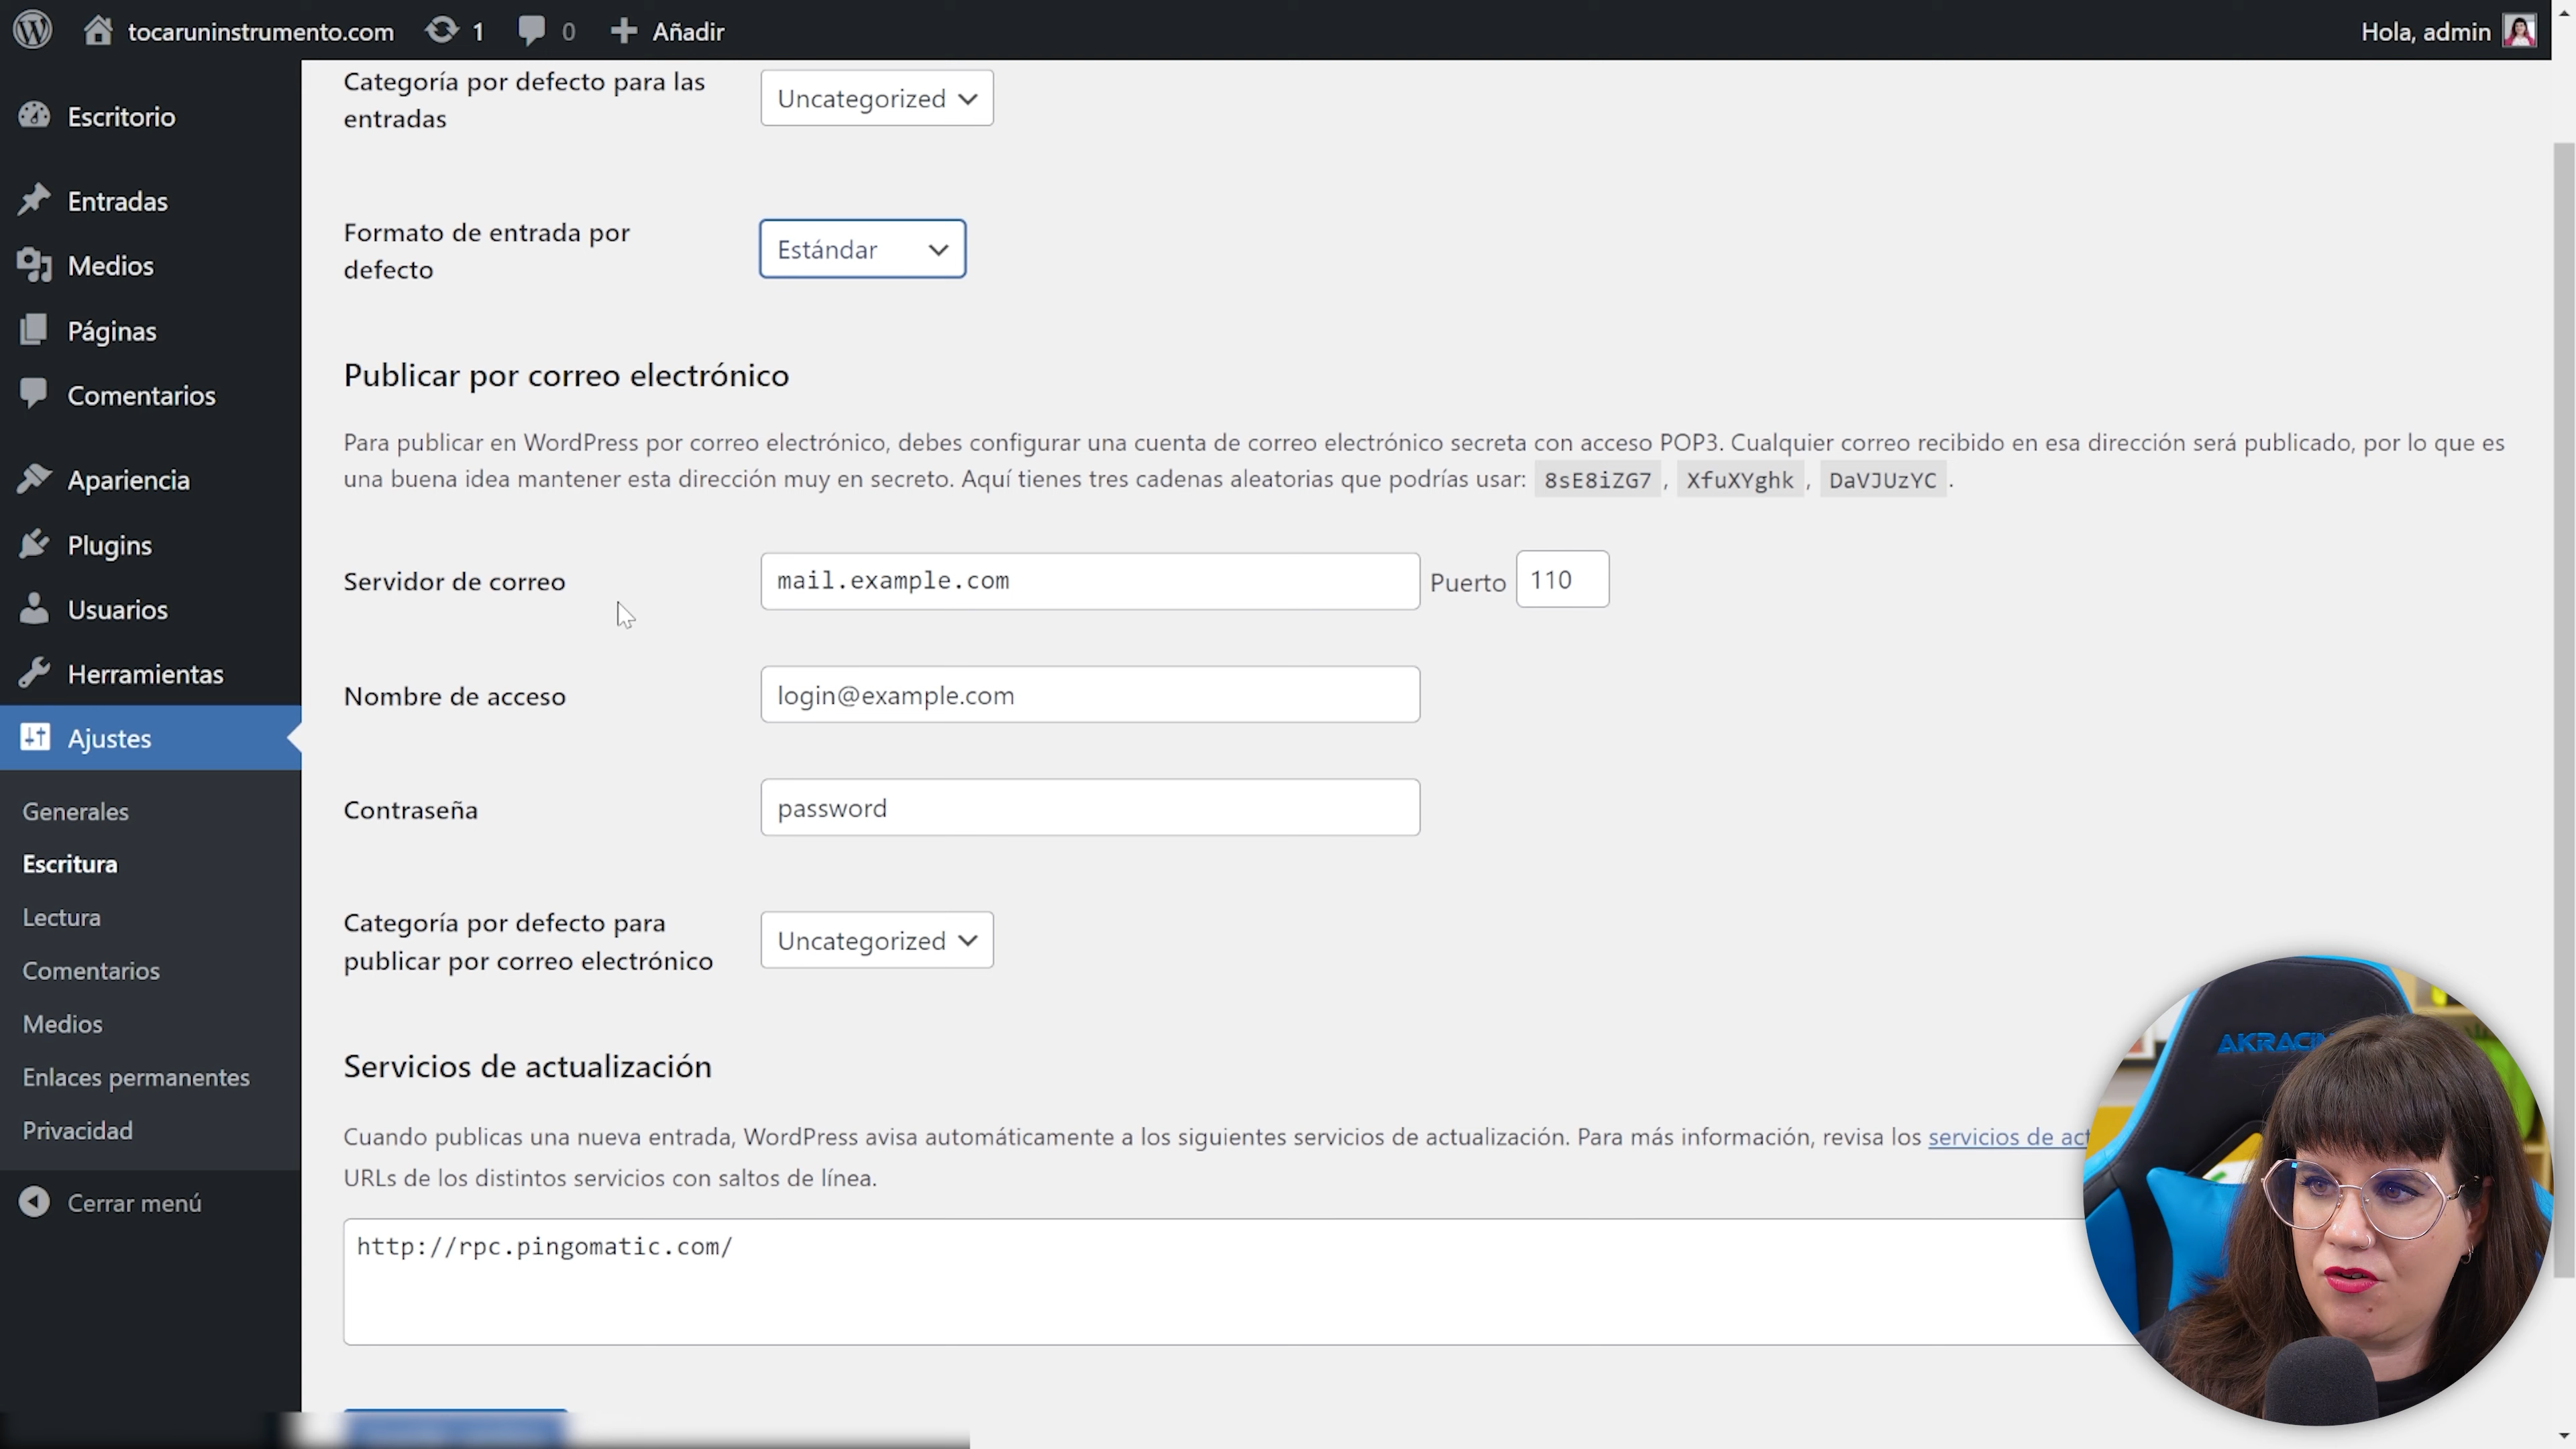 tocaruninstrumento.com 1 0 Añadir Hola, admin
Escritorio
Entradas
Medios
Páginas
Comentarios
Apariencia
Plugins
Usuarios
Herramientas
Ajustes
Generales
Escritura
Lectura
Comentarios
Medios
Enlaces permanentes
Privacidad
Cerrar menú
Categoría por defecto para las
entradas
Uncategorized
Formato de entrada por
defecto
Estándar
Publicar por correo electrónico
Para publicar en WordPress por correo electrónico, debes configurar una cuenta de correo electrónico secreta con acceso POP3. Cualquier correo recibido en esa dirección será publicado, por lo que es
una buena idea mantener esta dirección muy en secreto. Aquí tienes tres cadenas aleatorias que podrías usar: 8sE8iZG7 , XfuXYghk , DaVJUzYC .
Servidor de correo mail.example.com Puerto 110
Nombre de acceso login@example.com
Contraseña password
Categoría por defecto para
publicar por correo electrónico
Uncategorized
Servicios de actualización
Cuando publicas una nueva entrada, WordPress avisa automáticamente a los siguientes servicios de actualización. Para más información, revisa los servicios de act
URLs de los distintos servicios con saltos de línea.
http://rpc.pingomatic.com/